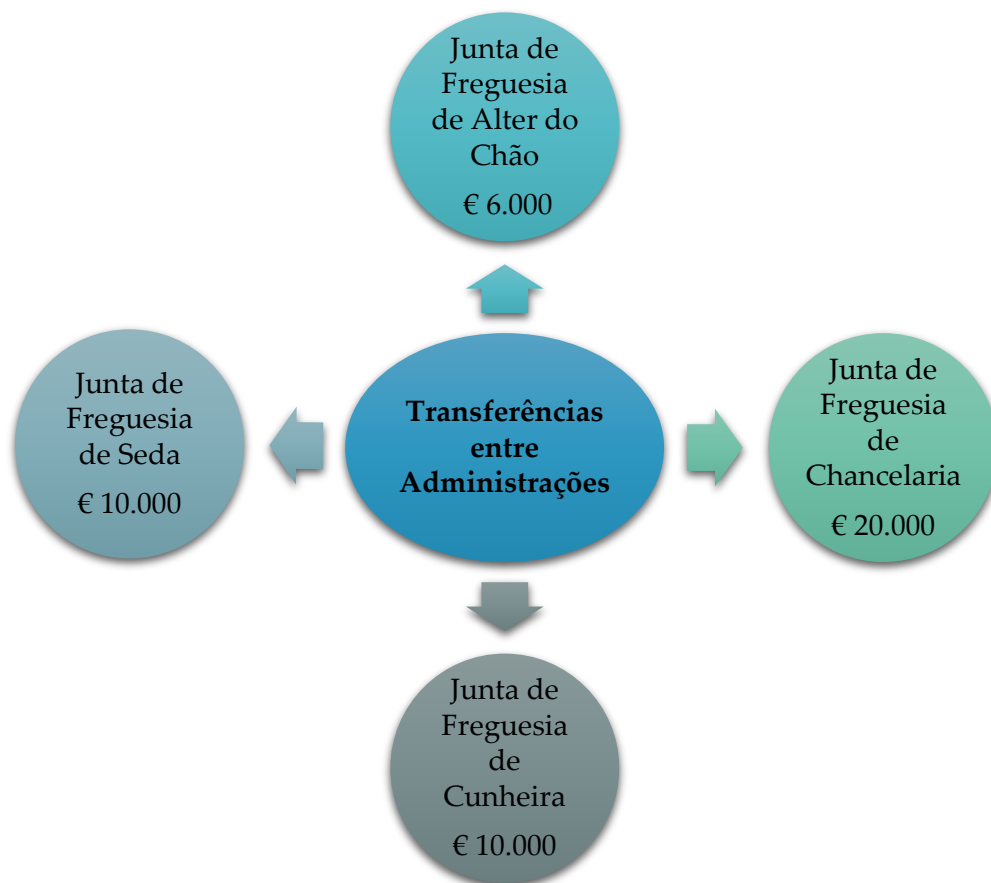 Junta de
Freguesia
de Alter do
Chão
€ 6.000
Junta de
Freguesia
de Seda
€ 10.000
Transferências
entre
Administrações
Junta de
Freguesia
de
Chancelaria
€ 20.000
Junta de
Freguesia
de
Cunheira
€ 10.000